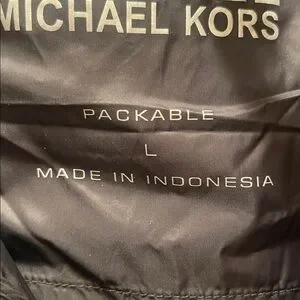 MICHAEL KORS
PACKABLE
L
MADE IN INDONESIA